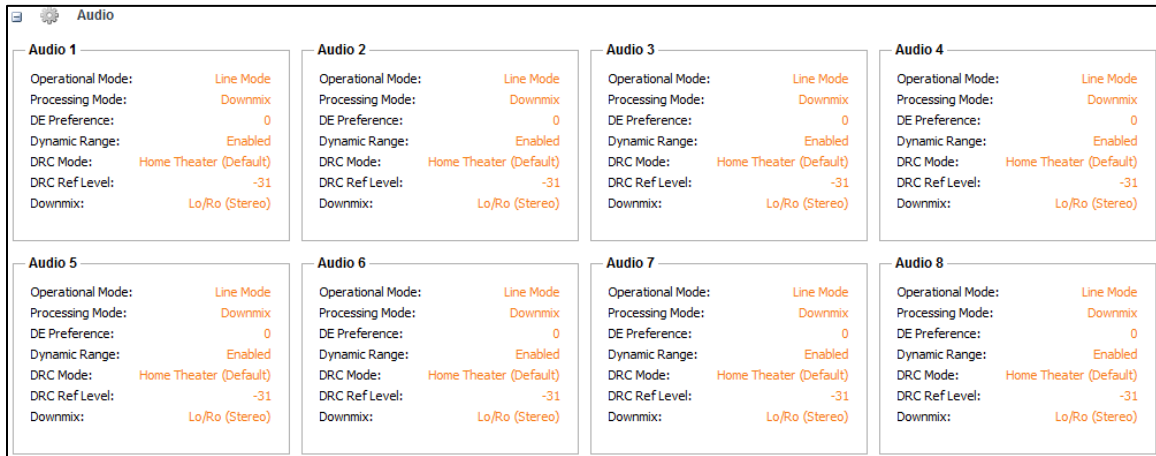 Audio
Audio 1
Operational Mode: Line Mode
Processing Mode: Downmix
DE Preference: 0
Dynamic Range: Enabled
DRC Mode: Home Theater (Default)
DRC Ref Level: -31
Downmix: Lo/Ro (Stereo)
Audio 2
Operational Mode: Line Mode
Processing Mode: Downmix
DE Preference: 0
Dynamic Range: Enabled
DRC Mode: Home Theater (Default)
DRC Ref Level: -31
Downmix: Lo/Ro (Stereo)
Audio 3
Operational Mode: Line Mode
Processing Mode: Downmix
DE Preference: 0
Dynamic Range: Enabled
DRC Mode: Home Theater (Default)
DRC Ref Level: -31
Downmix: Lo/Ro (Stereo)
Audio 4
Operational Mode: Line Mode
Processing Mode: Downmix
DE Preference: 0
Dynamic Range: Enabled
DRC Mode: Home Theater (Default)
DRC Ref Level: -31
Downmix: Lo/Ro (Stereo)
Audio 5
Operational Mode: Line Mode
Processing Mode: Downmix
DE Preference: 0
Dynamic Range: Enabled
DRC Mode: Home Theater (Default)
DRC Ref Level: -31
Downmix: Lo/Ro (Stereo)
Audio 6
Operational Mode: Line Mode
Processing Mode: Downmix
DE Preference: 0
Dynamic Range: Enabled
DRC Mode: Home Theater (Default)
DRC Ref Level: -31
Downmix: Lo/Ro (Stereo)
Audio 7
Operational Mode: Line Mode
Processing Mode: Downmix
DE Preference: 0
Dynamic Range: Enabled
DRC Mode: Home Theater (Default)
DRC Ref Level: -31
Downmix: Lo/Ro (Stereo)
Audio 8
Operational Mode: Line Mode
Processing Mode: Downmix
DE Preference: 0
Dynamic Range: Enabled
DRC Mode: Home Theater (Default)
DRC Ref Level: -31
Downmix: Lo/Ro (Stereo)